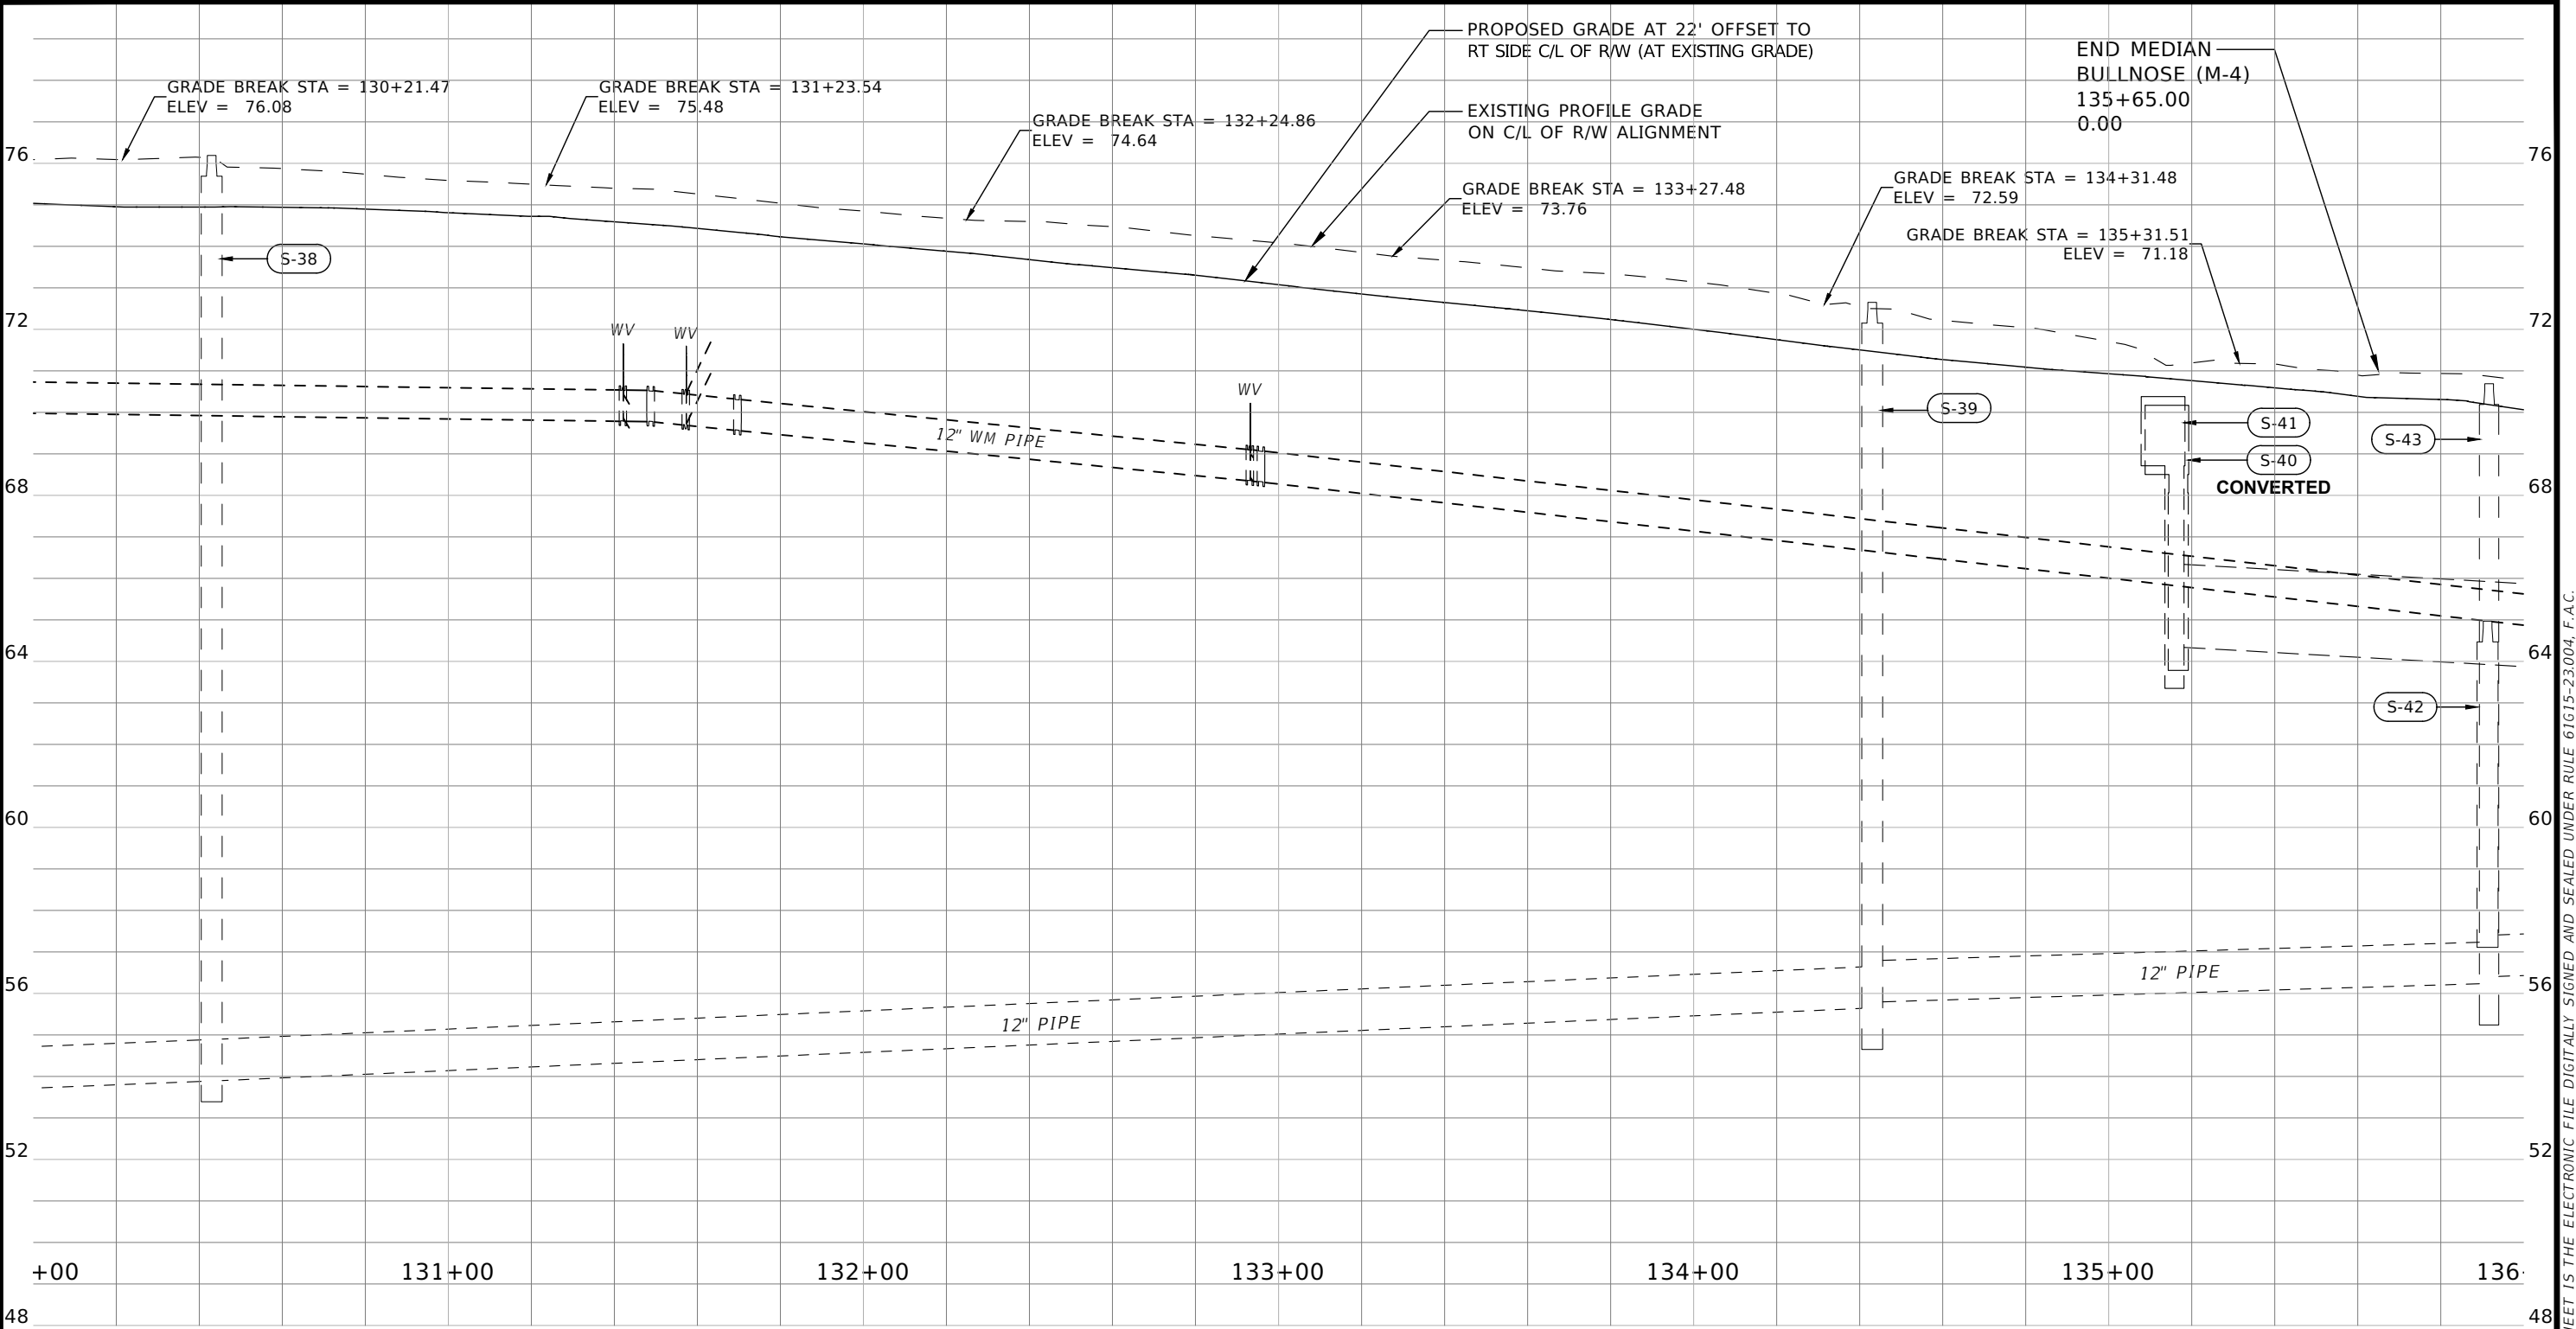 PROPOSED GRADE AT 22' OFFSET TO
RT SIDE C/L OF R/W (AT EXISTING GRADE)
END MEDIAN
BULLNOSE (M-4)
135+65.00
0.00
GRADE BREAK STA = 130+21.47
ELEV = 76.08
GRADE BREAK STA = 131+23.54
ELEV = 75.48
EXISTING PROFILE GRADE
ON C/L OF R/W ALIGNMENT
GRADE BREAK STA = 132+24.86
ELEV = 74.64
76
76
GRADE BREAK STA = 133+27.48
ELEV = 73.76
GRADE BREAK STA = 134+31.48
ELEV = 72.59
GRADE BREAK STA = 135+31.51
ELEV = 71.18
S-38
72
72
WV
WV
WV
S-39
S-41
S-43
12" WM PIPE
S-40
CONVERTED
68
68
64
64
S-42
60
60
12" PIPE
56
56
12" PIPE
52
52
+00
131+00
132+00
133+00
134+00
135+00
136
48
48
EET IS THE ELECTRONIC FILE DIGITALLY SIGNED AND SEALED UNDER RULE 61G15-23.004, F.A.C.